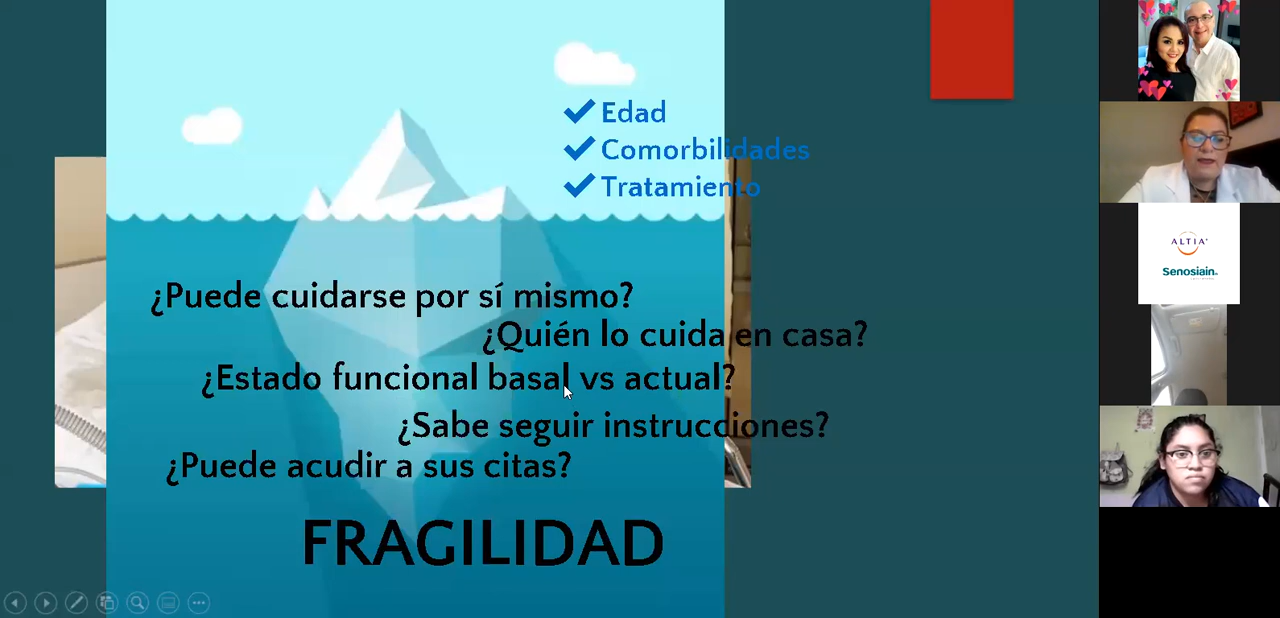 Edad
Comorbilidades
Tratamiento
¿Puede cuidarse por sí mismo?
¿Quién lo cuida en casa?
¿Estado funcional basal vs actual?
¿Sabe seguir instrucciones?
¿Puede acudir a sus citas?
FRAGILIDAD
ALTIA
Senosiain